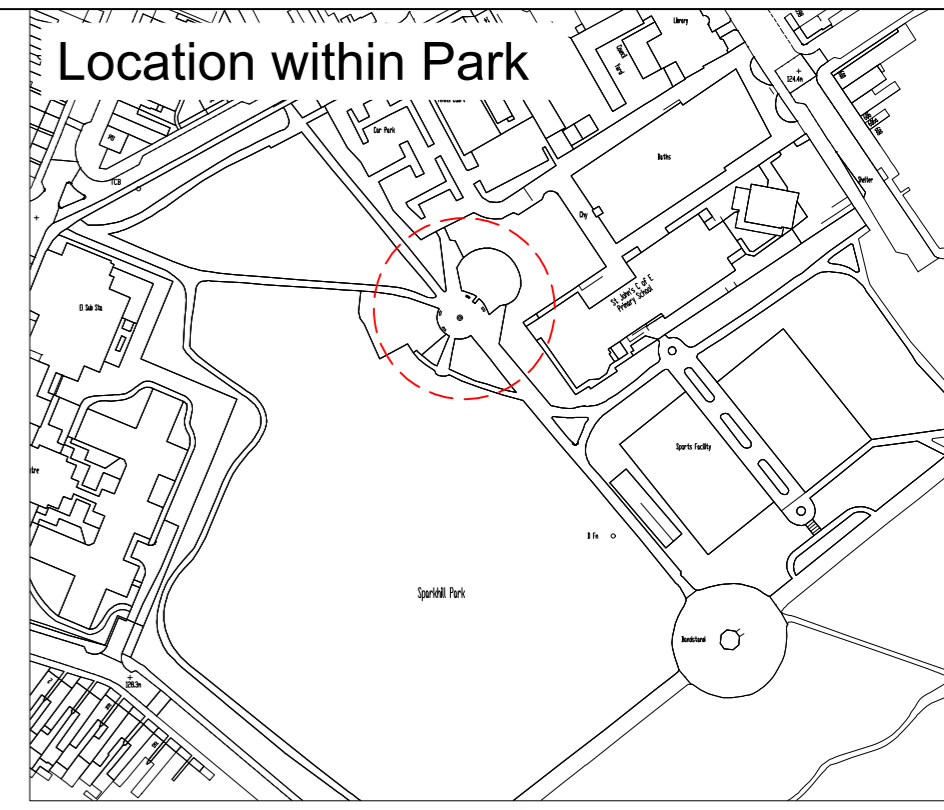 Location within Park
Library
124.4m
Car Park
Baths
TCB
Shelter
Chy
El Sub Sta
St John's C of E
Primary School
Sports Facility
D Fn
Sparkhill Park
Bandstand
128.3m